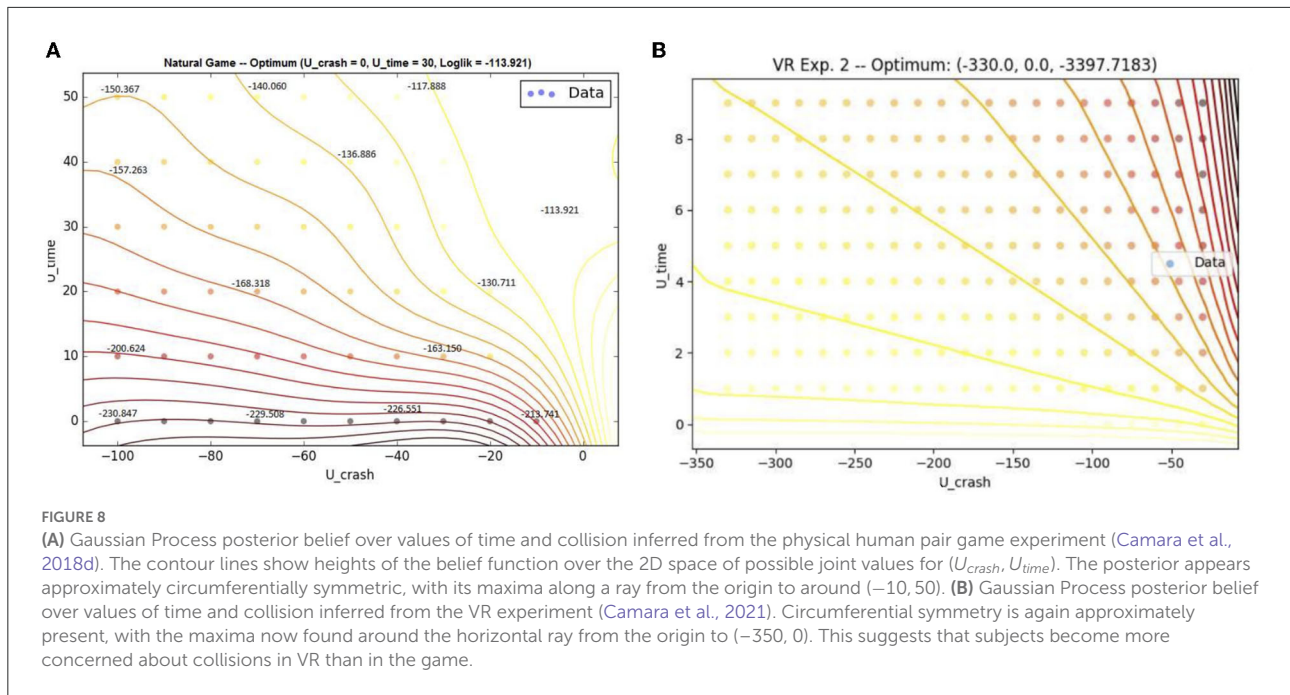 A
Natural Game -- Optimum (U_crash = 0, U_time = 30, Loglik = -113.921)
Data
50
40
30
20
10
0
U_time
-150.367
-140.060
-117.888
-136.886
-157.263
-113.921
-168.318
-130.711
-200.624
-163.150
-230.847
-229.508
-226.551
-213.741
−100
−80
−60
−40
−20
0
U_crash
B
VR Exp. 2 -- Optimum: (-330.0, 0.0, -3397.7183)
Data
8
6
4
2
0
U_time
−350
−300
−250
−200
−150
−100
−50
U_crash
FIGURE 8
(A) Gaussian Process posterior belief over values of time and collision inferred from the physical human pair game experiment (Camara et al.,
2018d). The contour lines show heights of the belief function over the 2D space of possible joint values for (U_crash, U_time). The posterior appears
approximately circumferentially symmetric, with its maxima along a ray from the origin to around (−10, 50). (B) Gaussian Process posterior belief
over values of time and collision inferred from the VR experiment (Camara et al., 2021). Circumferential symmetry is again approximately
present, with the maxima now found around the horizontal ray from the origin to (−350, 0). This suggests that subjects become more
concerned about collisions in VR than in the game.